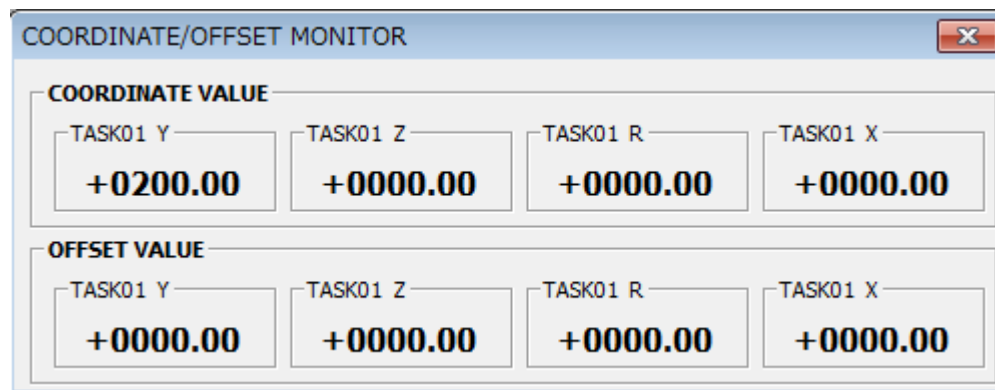 COORDINATE/OFFSET MONITOR
COORDINATE VALUE
TASK01 Y TASK01 Z TASK01 R TASK01 X
+0200.00 +0000.00 +0000.00 +0000.00
OFFSET VALUE
TASK01 Y TASK01 Z TASK01 R TASK01 X
+0000.00 +0000.00 +0000.00 +0000.00